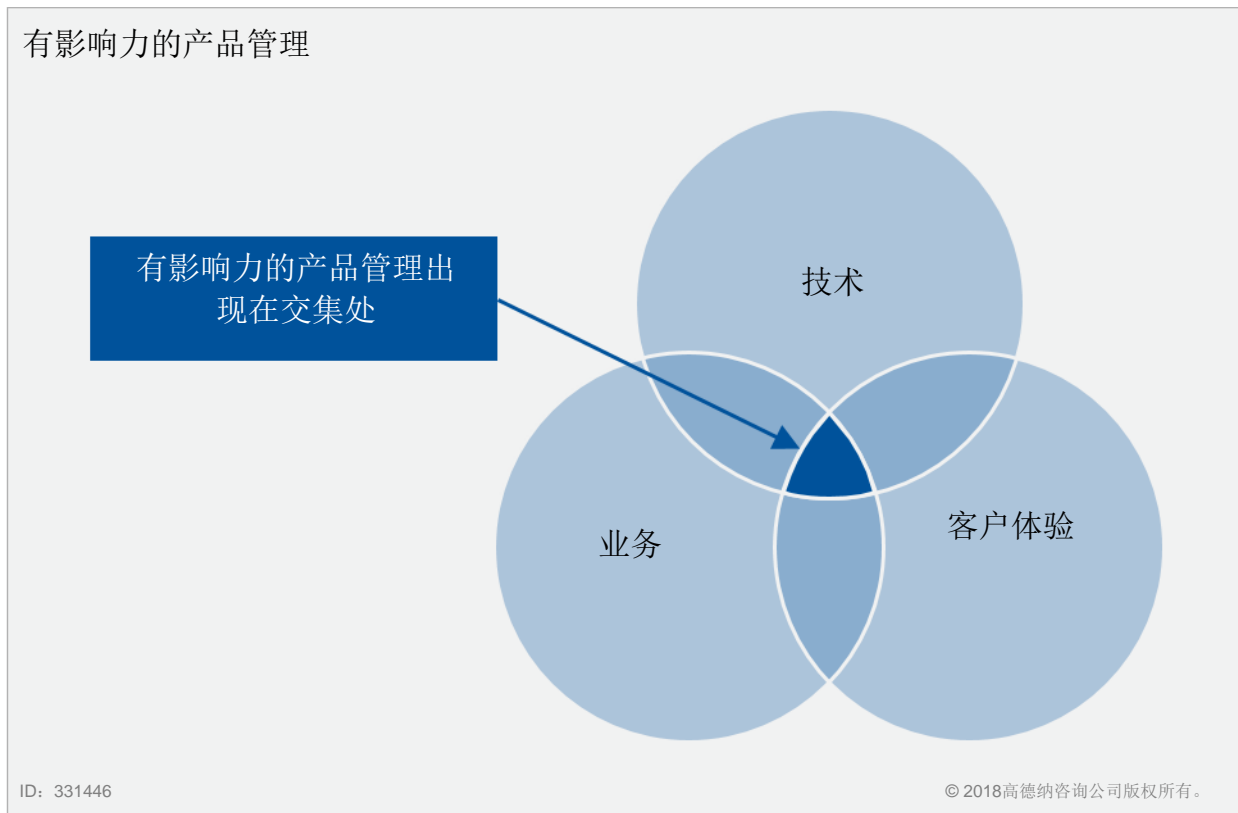 有影响力的产品管理
有影响力的产品管理出
现在交集处
技术
业务
客户体验
ID：331446
© 2018高德纳咨询公司版权所有。